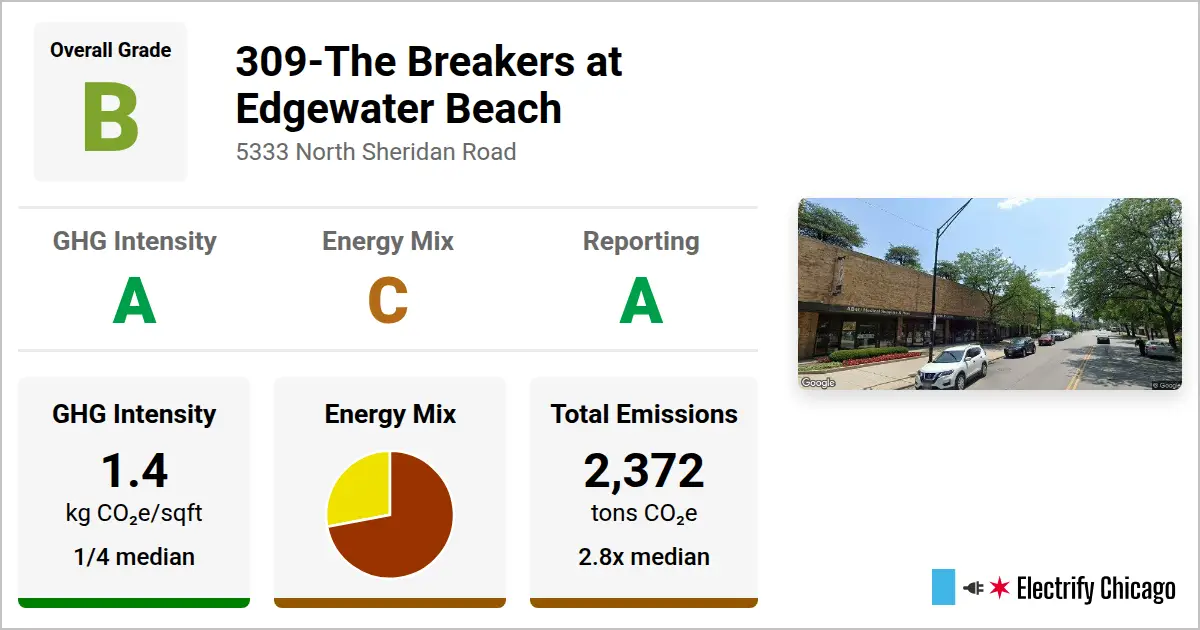 Overall Grade
B
309-The Breakers at
Edgewater Beach
5333 North Sheridan Road
GHG Intensity
A
Energy Mix
C
Reporting
A
GHG Intensity
1.4
kg CO₂e/sqft
1/4 median
Energy Mix
Total Emissions
2,372
tons CO₂e
2.8x median
Google
© Google
Electrify Chicago